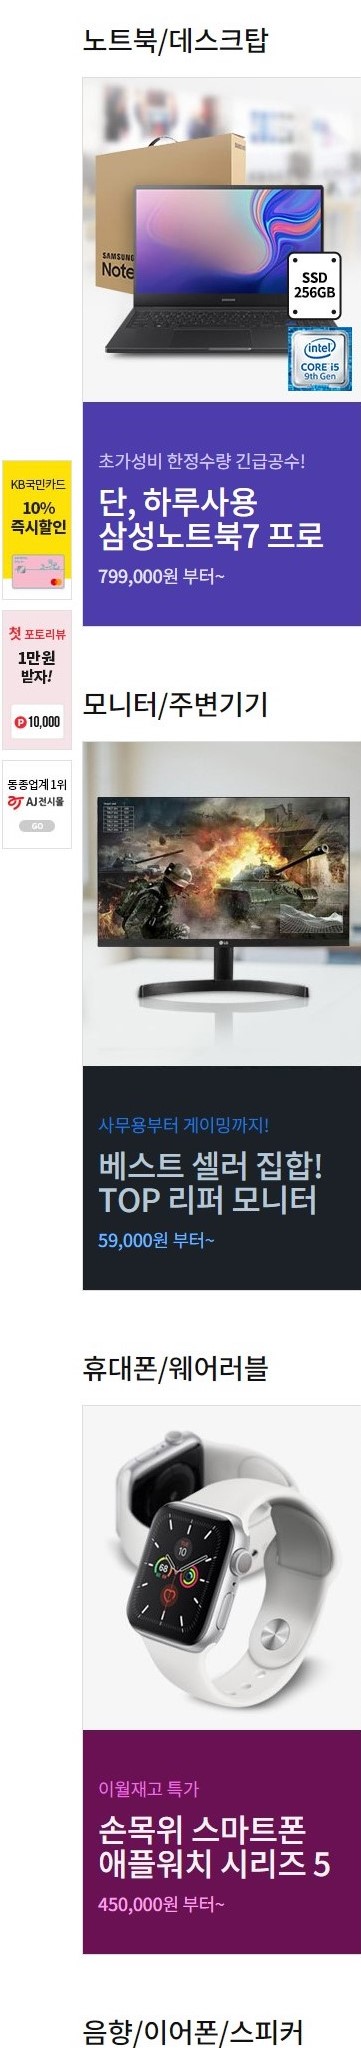 노트북/데스크탑
SAMSUNG
Note
SSD
256GB
intel
CORE i5
9th Gen
초가성비 한정수량 긴급공수!
단, 하루사용
삼성노트북7 프로
799,000원 부터~
KB국민카드
10%
즉시할인
첫 포토리뷰
1만원
받자!
P 10,000
동종업계 1위
AJ전시몰
GO
모니터/주변기기
LG
사무용부터 게이밍까지!
베스트 셀러 집합!
TOP 리퍼 모니터
59,000원 부터~
휴대폰/웨어러블
10
68
이월재고 특가
손목위 스마트폰
애플워치 시리즈 5
450,000원 부터~
음향/이어폰/스피커